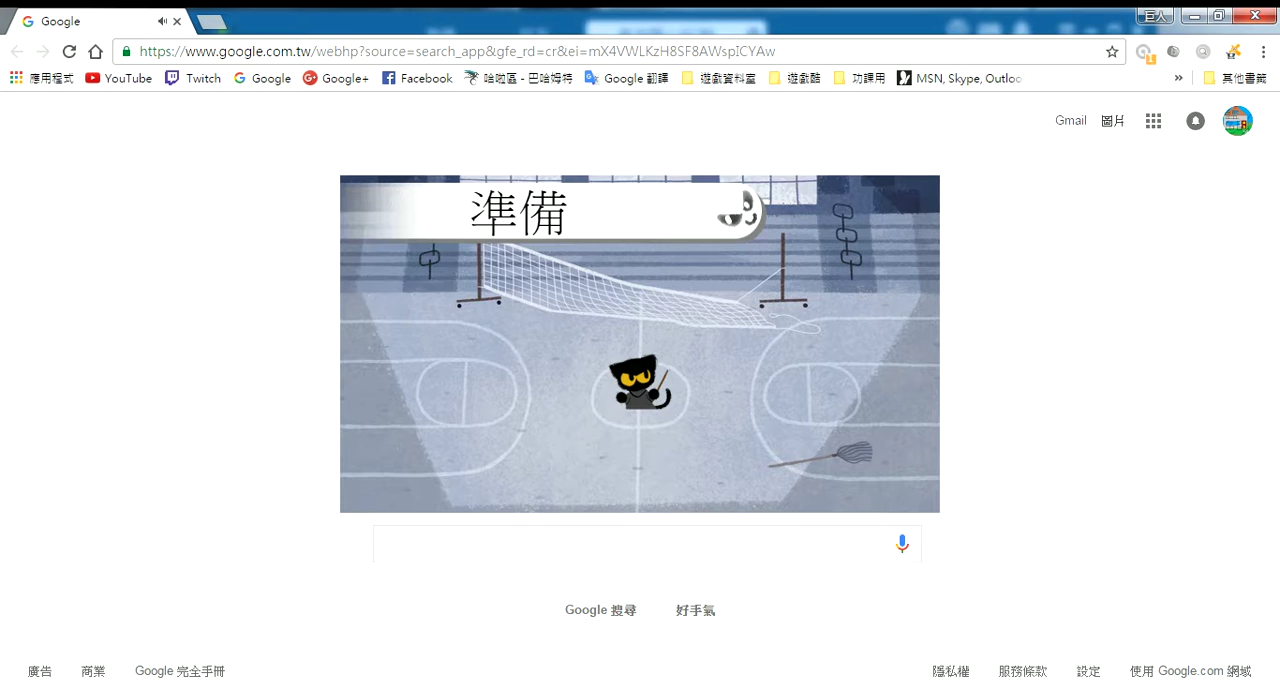 Google
巨人
https://www.google.com.tw/webhp?source=search_app&gfe_rd=cr&ei=mX4VWLKzH8SF8AWspICYAw
1
應用程式 YouTube Twitch Google Google+ Facebook 哈啦區 - 巴哈姆特 Google 翻譯 遊戲資料室 遊戲酷 功課用 MSN, Skype, Outloo » 其他書籤
Gmail 圖片
準備
Google 搜尋 好手氣
廣告 商業 Google 完全手冊 隱私權 服務條款 設定 使用 Google.com 網域